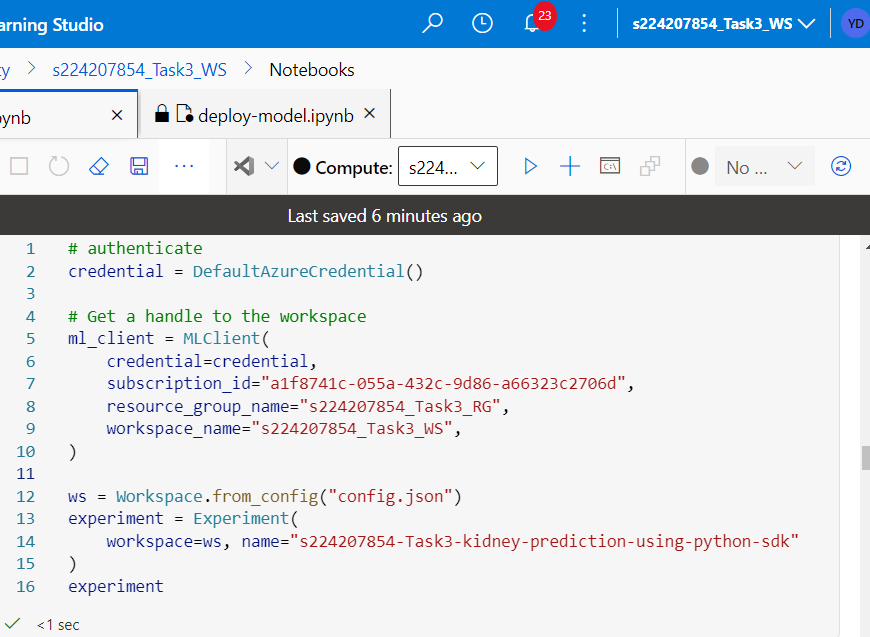 arning Studio
23
s224207854_Task3_WS
YD
y > s224207854_Task3_WS > Notebooks
ynb
deploy-model.ipynb
Compute:
s224...
No ...
Last saved 6 minutes ago
1 # authenticate
2 credential = DefaultAzureCredential()
3
4 # Get a handle to the workspace
5 ml_client = MLClient(
6     credential=credential,
7     subscription_id="a1f8741c-055a-432c-9d86-a66323c2706d",
8     resource_group_name="s224207854_Task3_RG",
9     workspace_name="s224207854_Task3_WS",
10 )
11
12 ws = Workspace.from_config("config.json")
13 experiment = Experiment(
14     workspace=ws, name="s224207854-Task3-kidney-prediction-using-python-sdk"
15 )
16 experiment
<1 sec